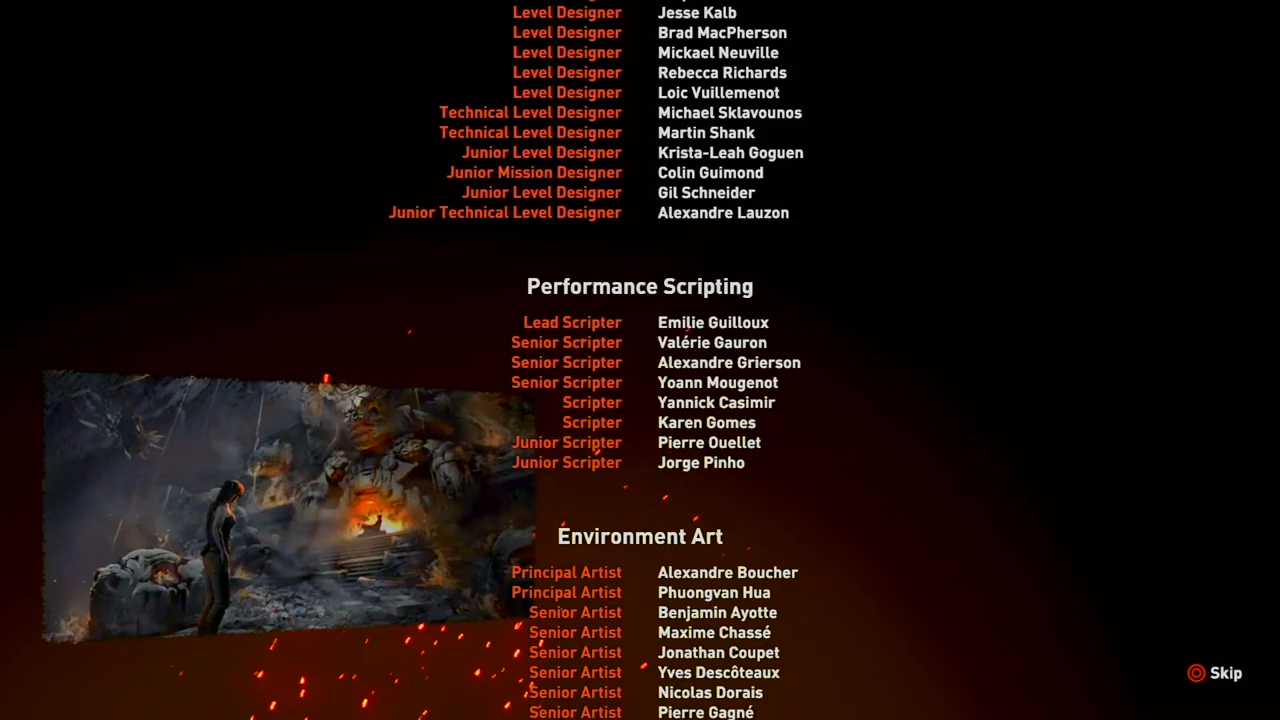 Level Designer Jesse Kalb
Level Designer Brad MacPherson
Level Designer Mickael Neuville
Level Designer Rebecca Richards
Level Designer Loic Vuillemenot
Technical Level Designer Michael Sklavounos
Technical Level Designer Martin Shank
Junior Level Designer Krista-Leah Goguen
Junior Mission Designer Colin Guimond
Junior Level Designer Gil Schneider
Junior Technical Level Designer Alexandre Lauzon
Performance Scripting
Lead Scripter Emilie Guilloux
Senior Scripter Valérie Gauron
Senior Scripter Alexandre Grierson
Senior Scripter Yoann Mougenot
Scripter Yannick Casimir
Scripter Karen Gomes
Junior Scripter Pierre Ouellet
Junior Scripter Jorge Pinho
Environment Art
Principal Artist Alexandre Boucher
Principal Artist Phuongvan Hua
Senior Artist Benjamin Ayotte
Senior Artist Maxime Chassé
Senior Artist Jonathan Coupet
Senior Artist Yves Descôteaux
Senior Artist Nicolas Dorais
Senior Artist Pierre Gagné
Skip